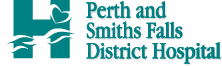 Perth and
Smiths Falls
District Hospital